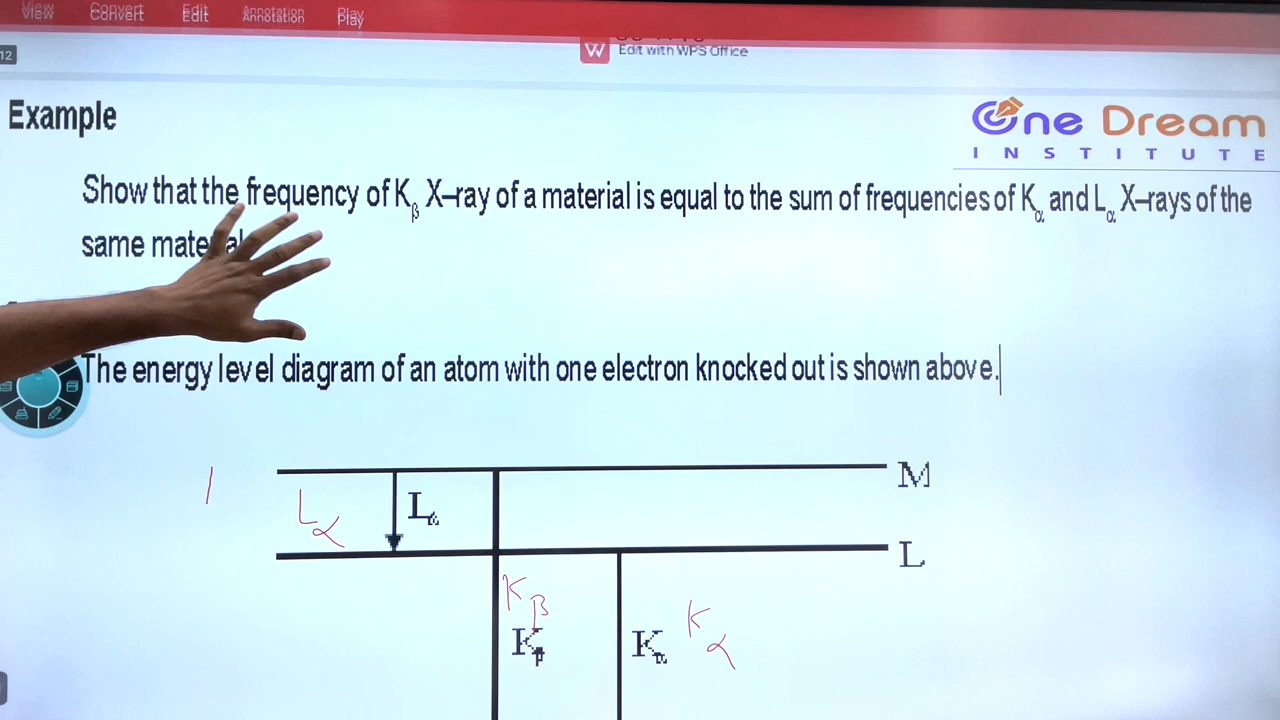 View Convert Edit Annotation Play
12
W Edit with WPS Office
Example
One Dream
INSTITUTE
Show that the frequency of Kβ X–ray of a material is equal to the sum of frequencies of Kα and Lα X–rays of the
same material
The energy level diagram of an atom with one electron knocked out is shown above.
M
Lα Lα
L
Kβ
Kβ Kα Kα